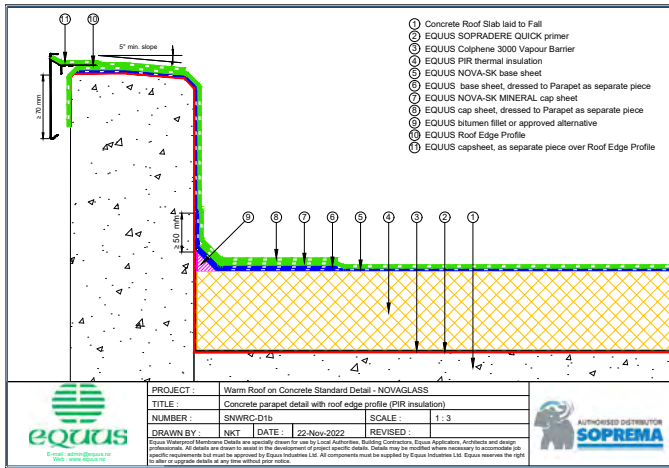 11
10
5° min. slope
≥ 70 mm
≥ 50 mm
1 Concrete Roof Slab laid to Fall
2 EQUUS SOPRADERE QUICK primer
3 EQUUS Colphene 3000 Vapour Barrier
4 EQUUS PIR thermal insulation
5 EQUUS NOVA-SK base sheet
6 EQUUS base sheet, dressed to Parapet as separate piece
7 EQUUS NOVA-SK MINERAL cap sheet
8 EQUUS cap sheet, dressed to Parapet as separate piece
9 EQUUS bitumen fillet or approved alternative
10 EQUUS Roof Edge Profile
11 EQUUS capsheet, as separate piece over Roof Edge Profile
9 8 7 6 5 4 3 2 1
equus
E-mail : admin@equus.nz
Web : www.equus.nz
PROJECT : Warm Roof on Concrete Standard Detail - NOVAGLASS
TITLE : Concrete parapet detail with roof edge profile (PIR insulation)
NUMBER : SNWRC-D1b SCALE : 1 : 3
DRAWN BY : NKT DATE : 22-Nov-2022 REVISED :
Equus Waterproof Membrane Details are specially drawn for use by Local Authorities, Building Contractors, Equus Applicators, Architects and design
professionals. All details are drawn to assist in the development of project specific details. Details may be modified where necessary to accomodate job
specific requirements but must be approved by Equus Industries Ltd. All components must be supplied by Equus Industries Ltd. Equus reserves the right
to alter or upgrade details at any time without prior notice.
AUTHORISED DISTRIBUTOR
SOPREMA